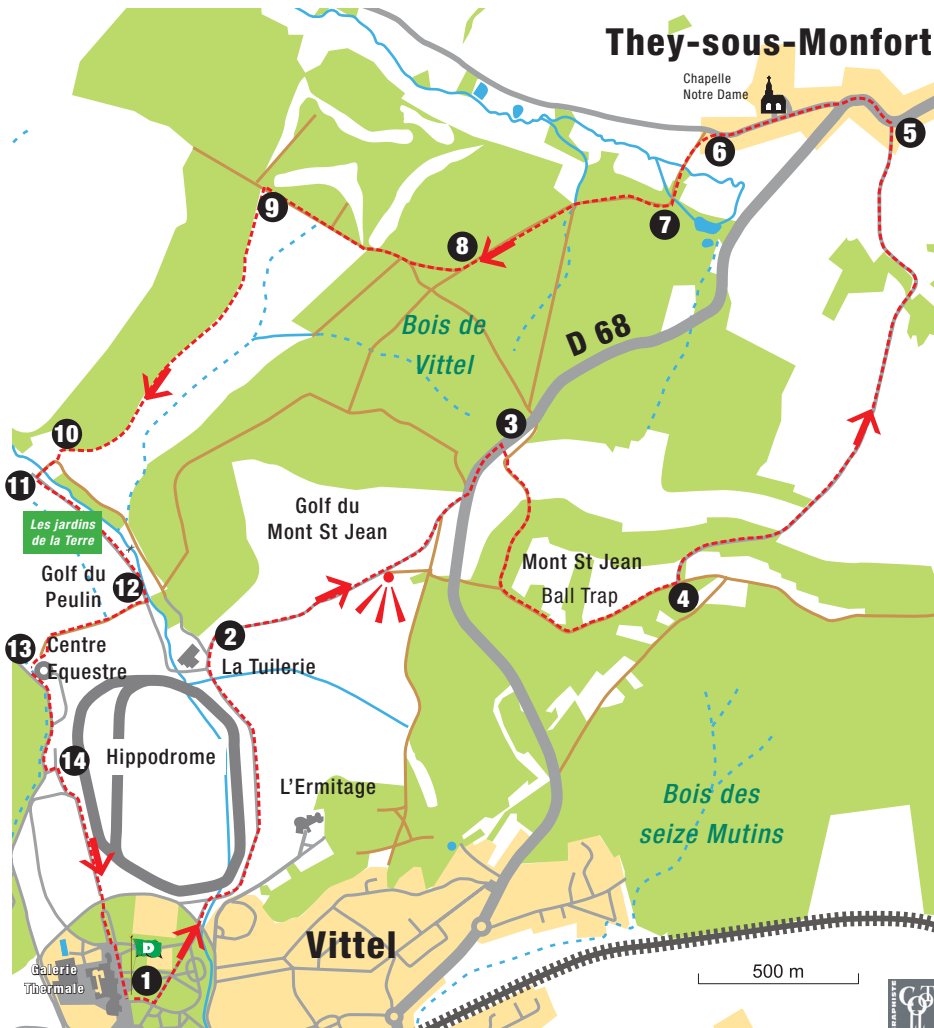 They-sous-Monfort
Chapelle
Notre Dame
5
6
7
9
8
Bois de
Vittel
D 68
3
10
11
Les jardins
de la Terre
Golf du
Mont St Jean
Golf du
Peulin
12
Mont St Jean
Ball Trap
4
13
Centre
Equestre
2
La Tuilerie
14
Hippodrome
L'Ermitage
Bois des
seize Mutins
Vittel
D
1
Galerie
Thermale
500 m